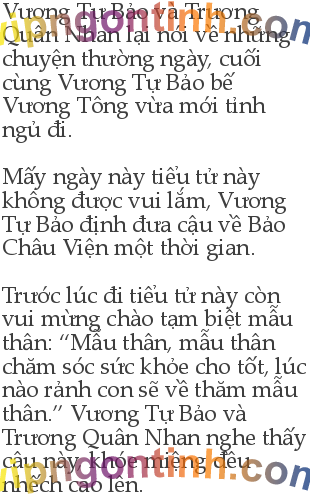 Vương Tự Bảo và Trương
Quân Nhan lại nói về những
chuyện thường ngày, cuối
cùng Vương Tự Bảo bế
Vương Tông vừa mới tỉnh
ngủ đi.
Mấy ngày này tiểu tử này
không được vui lắm, Vương
Tự Bảo định đưa cậu về Bảo
Châu Viện một thời gian.
Trước lúc đi tiểu tử này còn
vui mừng chào tạm biệt mẫu
thân: “Mẫu thân, mẫu thân
chăm sóc sức khỏe cho tốt, lúc
nào rảnh con sẽ về thăm mẫu
thân.” Vương Tự Bảo và
Trương Quân Nhan nghe thấy
câu này, khóe miệng đều
nhếch cao lên.
vipngontinh.com
vipngontinh.com